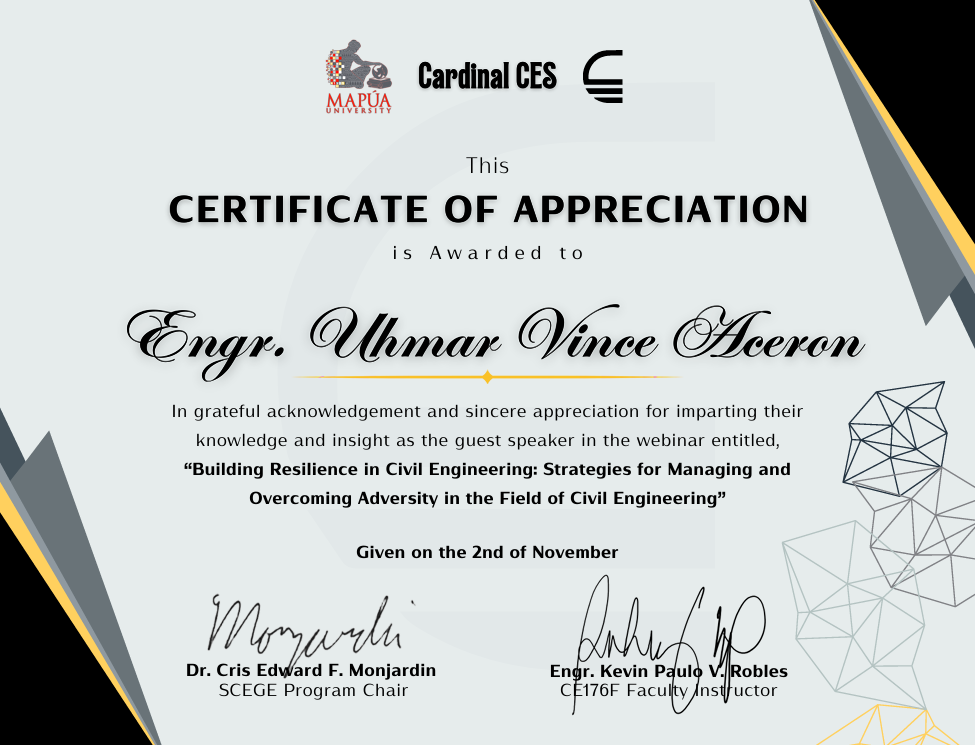 MAPÚA
UNIVERSITY
Cardinal CES
This
CERTIFICATE OF APPRECIATION
is Awarded to
Engr. Uhmar Vince Aceron
In grateful acknowledgement and sincere appreciation for imparting their
knowledge and insight as the guest speaker in the webinar entitled,
“Building Resilience in Civil Engineering: Strategies for Managing and
Overcoming Adversity in the Field of Civil Engineering”
Given on the 2nd of November
Monjardin
Dr. Cris Edward F. Monjardin
SCEGE Program Chair
Engr. Kevin Paulo V. Robles
CE176F Faculty Instructor